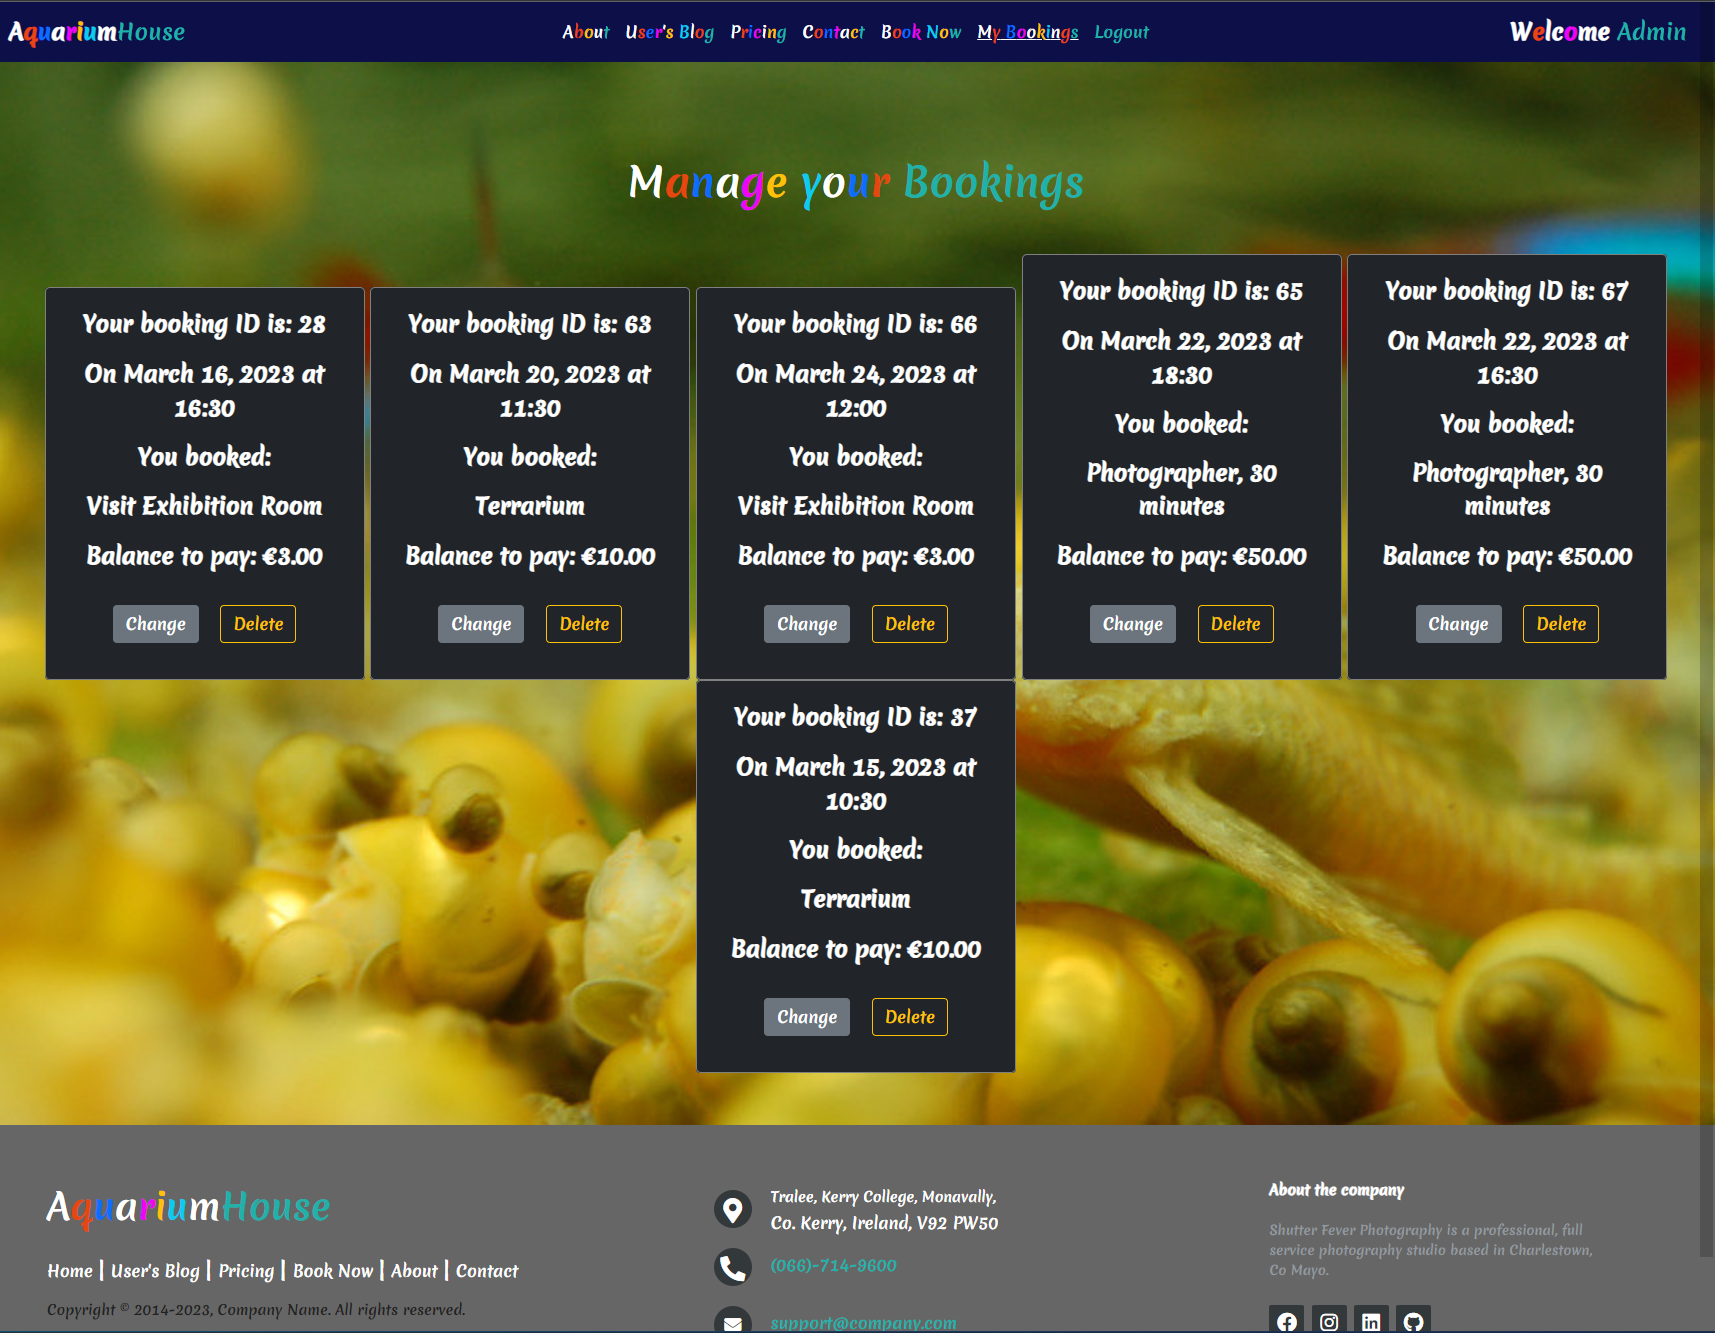 AquariumHouse
About User's Blog Pricing Contact Book Now My Bookings Logout
Welcome Admin
Manage your Bookings
Your booking ID is: 28
On March 16, 2023 at
16:30
You booked:
Visit Exhibition Room
Balance to pay: €3.00
Change Delete
Your booking ID is: 63
On March 20, 2023 at
11:30
You booked:
Terrarium
Balance to pay: €10.00
Change Delete
Your booking ID is: 66
On March 24, 2023 at
12:00
You booked:
Visit Exhibition Room
Balance to pay: €3.00
Change Delete
Your booking ID is: 65
On March 22, 2023 at
18:30
You booked:
Photographer, 30
minutes
Balance to pay: €50.00
Change Delete
Your booking ID is: 67
On March 22, 2023 at
16:30
You booked:
Photographer, 30
minutes
Balance to pay: €50.00
Change Delete
Your booking ID is: 37
On March 15, 2023 at
10:30
You booked:
Terrarium
Balance to pay: €10.00
Change Delete
AquariumHouse
Home | User's Blog | Pricing | Book Now | About | Contact
Copyright © 2014-2023, Company Name. All rights reserved.
Tralee, Kerry College, Monavally,
Co. Kerry, Ireland, V92 PW50
(066)-714-9600
support@company.com
About the company
Shutter Fever Photography is a professional, full
service photography studio based in Charlestown,
Co Mayo.